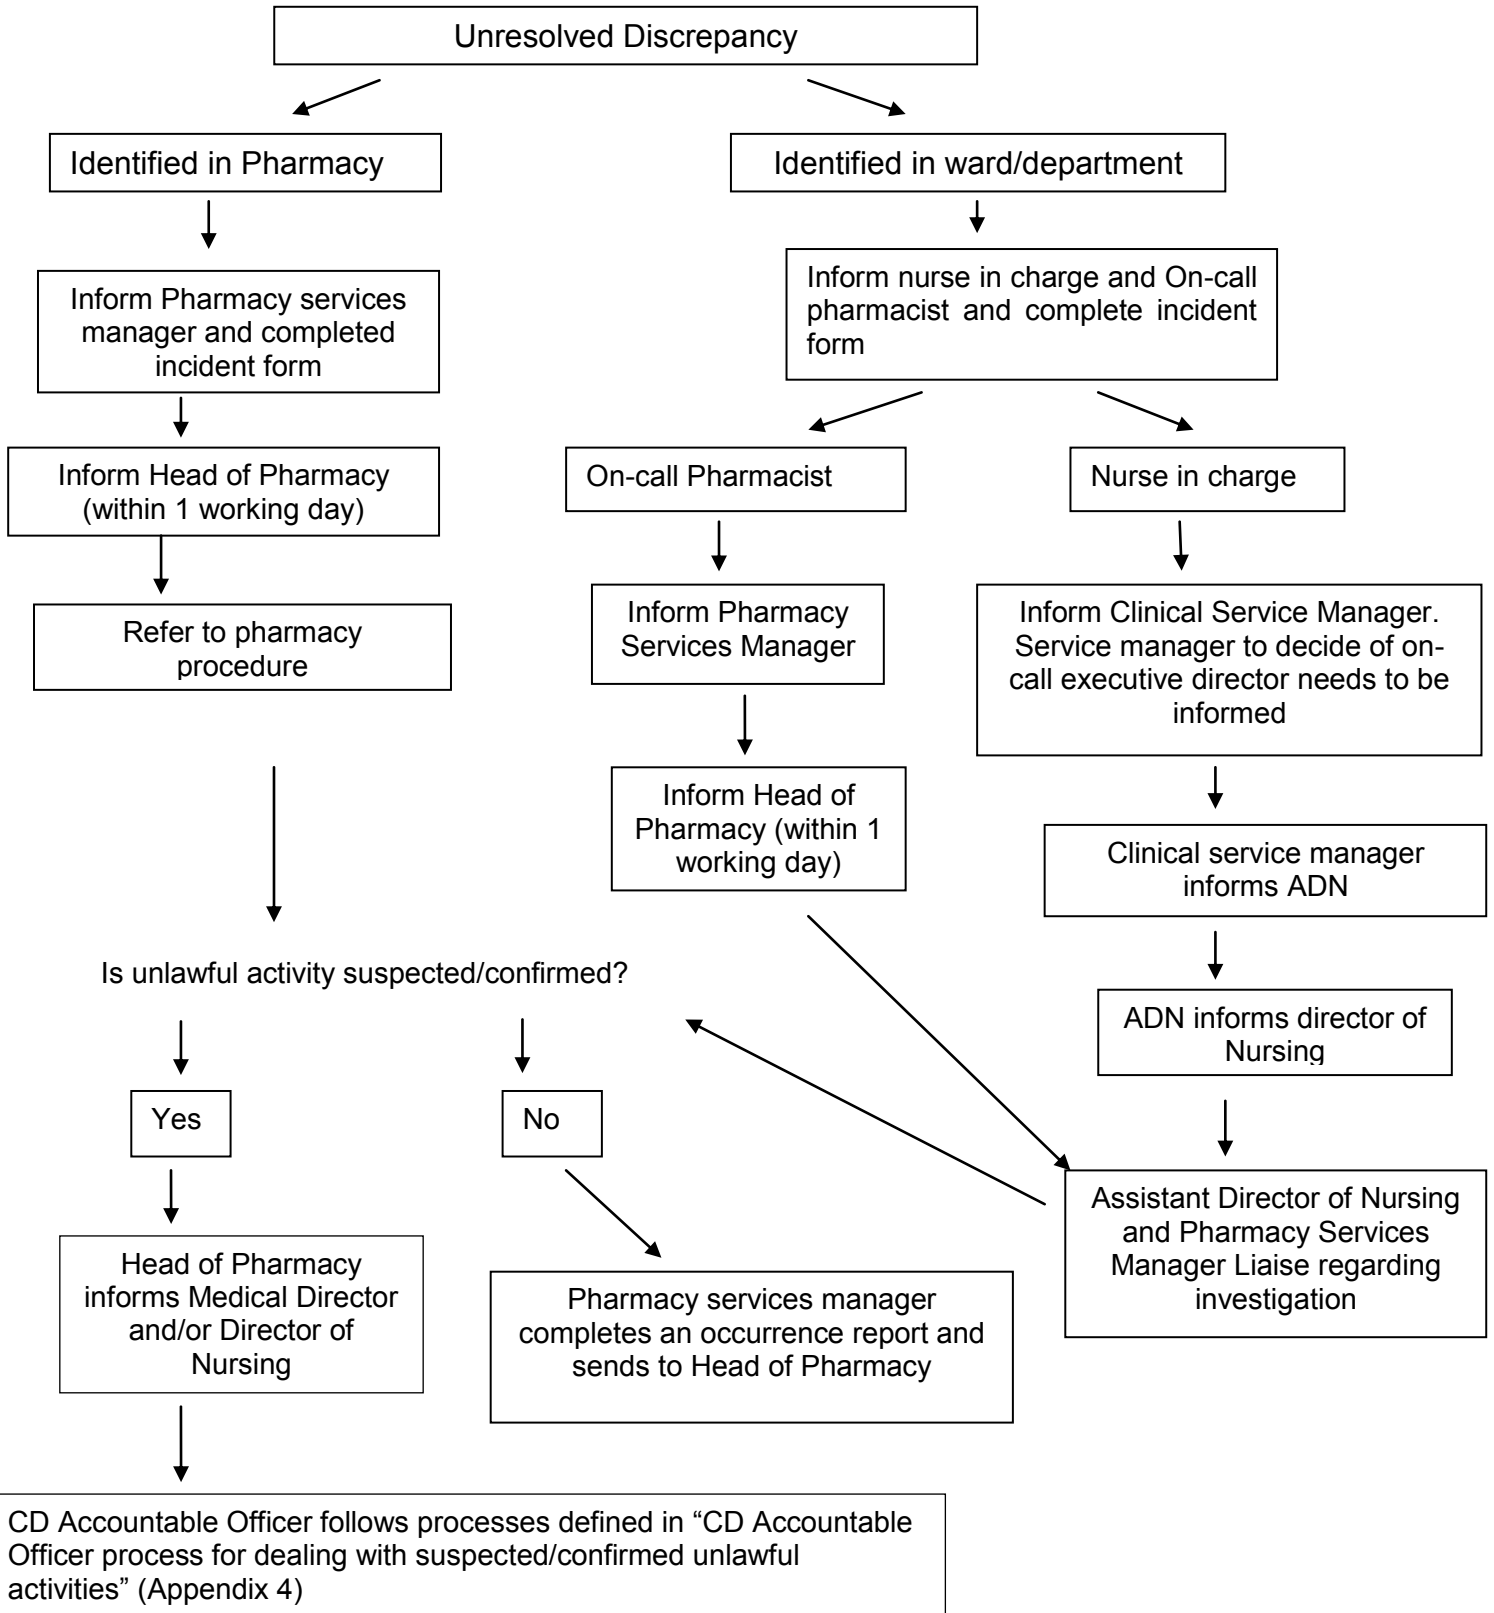 Unresolved Discrepancy
Identified in Pharmacy
Identified in ward/department
Inform Pharmacy services
manager and completed
incident form
Inform nurse in charge and On-call
pharmacist and complete incident
form
Inform Head of Pharmacy
(within 1 working day)
On-call Pharmacist
Nurse in charge
Refer to pharmacy
procedure
Inform Pharmacy
Services Manager
Inform Clinical Service Manager.
Service manager to decide of on-
call executive director needs to be
informed
Inform Head of
Pharmacy (within 1
working day)
Clinical service manager
informs ADN
Is unlawful activity suspected/confirmed?
ADN informs director of
Nursing
Yes
No
Assistant Director of Nursing
and Pharmacy Services
Manager Liaise regarding
investigation
Head of Pharmacy
informs Medical Director
and/or Director of
Nursing
Pharmacy services manager
completes an occurrence report and
sends to Head of Pharmacy
CD Accountable Officer follows processes defined in “CD Accountable
Officer process for dealing with suspected/confirmed unlawful
activities” (Appendix 4)